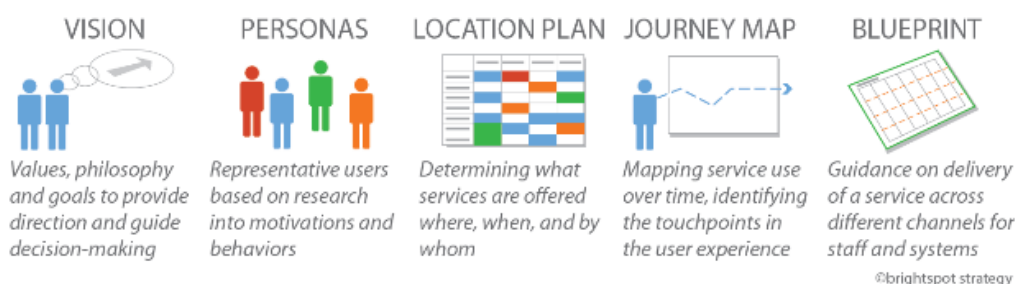 VISION
Values, philosophy
and goals to provide
direction and guide
decision-making
PERSONAS
Representative users
based on research
into motivations and
behaviors
LOCATION PLAN
Determining what
services are offered
where, when, and by
whom
JOURNEY MAP
Mapping service use
over time, identifying
the touchpoints in
the user experience
BLUEPRINT
Guidance on delivery
of a service across
different channels for
staff and systems
©brightspot strategy